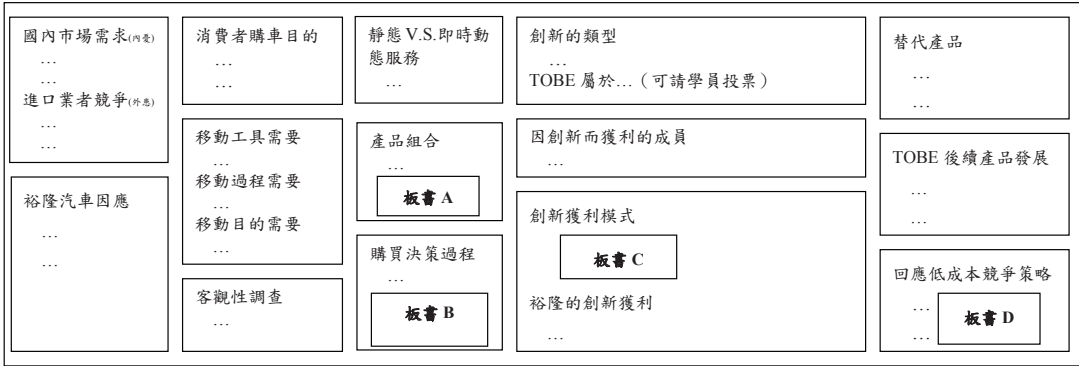 國內市場需求(內憂)
…
…
進口業者競爭(外患)
…
…
裕隆汽車因應
…
…
消費者購車目的
…
…
移動工具需要
…
移動過程需要
…
移動目的需要
…
客觀性調查
…
靜態 V.S.即時動
態服務
…
產品組合
…
板書 A
購買決策過程
…
板書 B
創新的類型
…
TOBE 屬於…（可請學員投票）
因創新而獲利的成員
…
創新獲利模式
板書 C
裕隆的創新獲利
…
替代產品
…
…
TOBE 後續產品發展
…
…
回應低成本競爭策略
…
…
板書 D